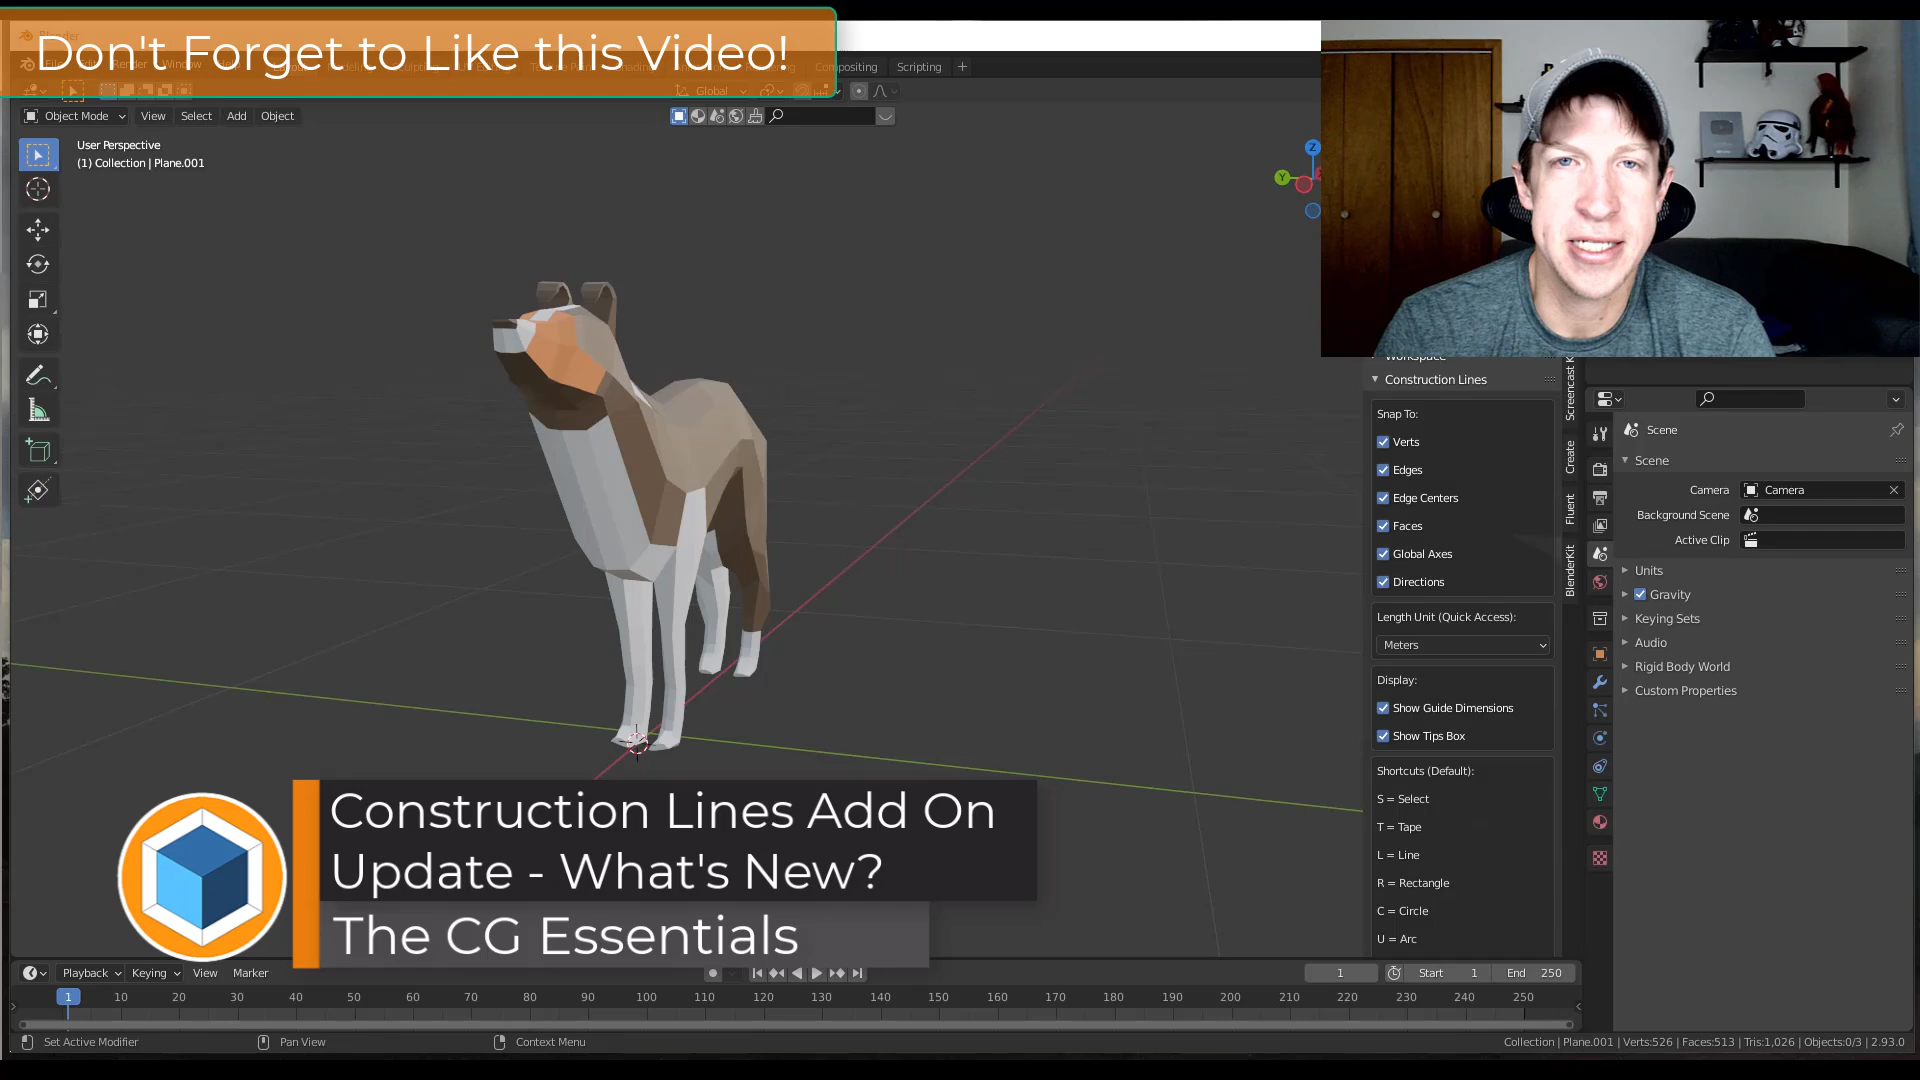 Don't Forget to Like this Video!
Compositing
Scripting
+
Global
Object Mode
View
Select
Add
Object
User Perspective
(1) Collection | Plane.001
Z
Y
Construction Lines
Snap To:
Verts
Edges
Edge Centers
Faces
Global Axes
Directions
Length Unit (Quick Access):
Meters
Display:
Show Guide Dimensions
Show Tips Box
Shortcuts (Default):
S = Select
T = Tape
L = Line
R = Rectangle
C = Circle
U = Arc
Create
Fluent
BlenderKit
Scene
Scene
Camera
Camera
Background Scene
Active Clip
Units
Gravity
Keying Sets
Audio
Rigid Body World
Custom Properties
Construction Lines Add On
Update - What's New?
The CG Essentials
Playback
Keying
View
Marker
1
Start 1
End 250
1 10 20 30 40 50 60 70 80 90 100 110 120 130 140 150 160 170 180 190 200 210 220 230 240 250
Set Active Modifier
Pan View
Context Menu
Collection | Plane.001 | Verts:526 | Faces:513 | Tris:1,026 | Objects:0/3 | 2.93.0